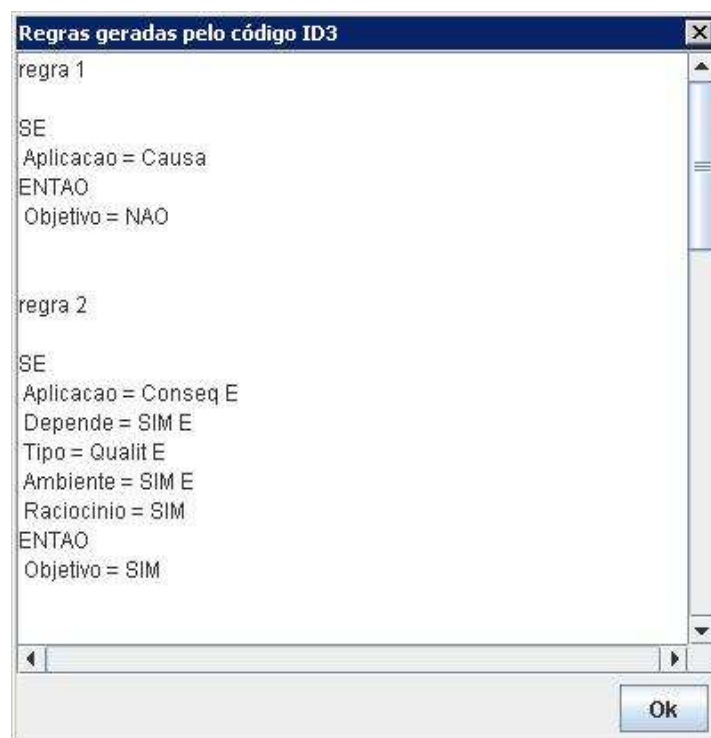 Regras geradas pelo código ID3
regra 1
SE
Aplicacao = Causa
ENTAO
Objetivo = NAO
regra 2
SE
Aplicacao = Conseq E
Depende = SIM E
Tipo = Qualit E
Ambiente = SIM E
Raciocinio = SIM
ENTAO
Objetivo = SIM
Ok